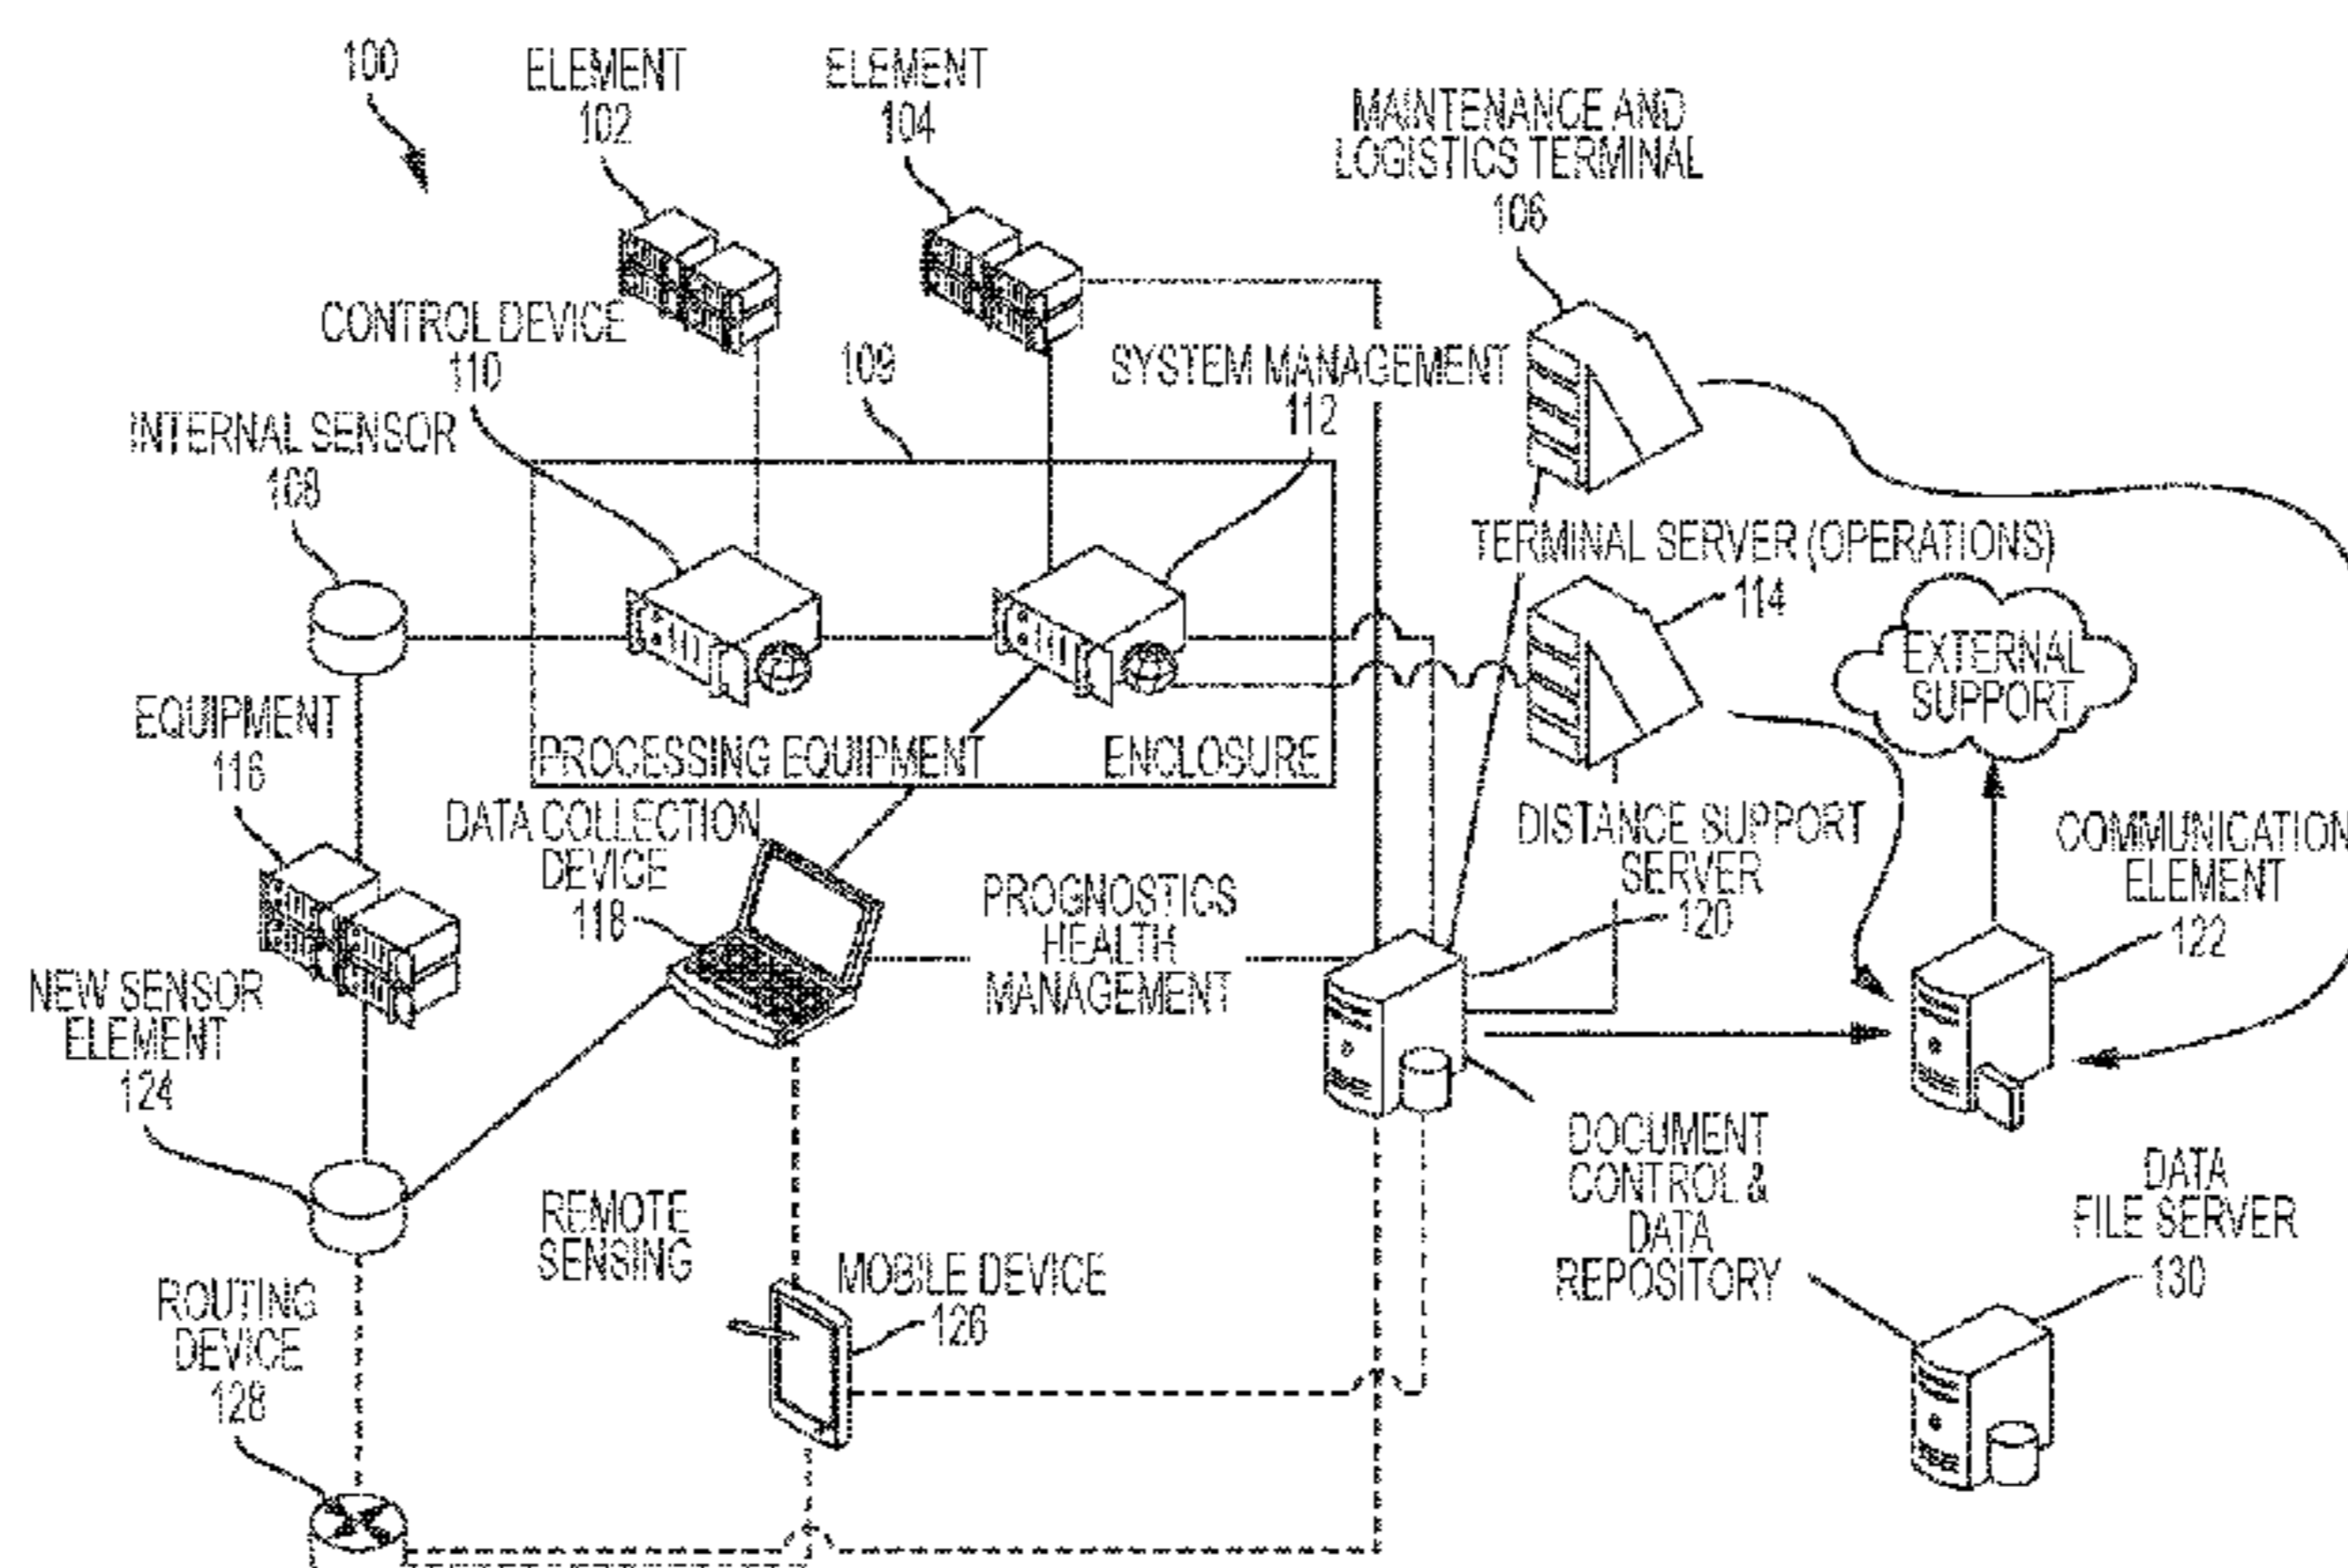 100
ELEMENT
102
ELEMENT
104
MAINTENANCE AND
LOGISTICS TERMINAL
106
CONTROL DEVICE
110
109
SYSTEM MANAGEMENT
112
INTERNAL SENSOR
108
TERMINAL SERVER (OPERATIONS)
114
EXTERNAL
SUPPORT
EQUIPMENT
116
PROCESSING EQUIPMENT ENCLOSURE
DATA COLLECTION
DEVICE
118
DISTANCE SUPPORT
SERVER
120
COMMUNICATION
ELEMENT
122
PROGNOSTICS
HEALTH
MANAGEMENT
NEW SENSOR
ELEMENT
124
DOCUMENT
CONTROL &
DATA
REPOSITORY
DATA
FILE SERVER
130
REMOTE
SENSING
MOBILE DEVICE
126
ROUTING
DEVICE
128